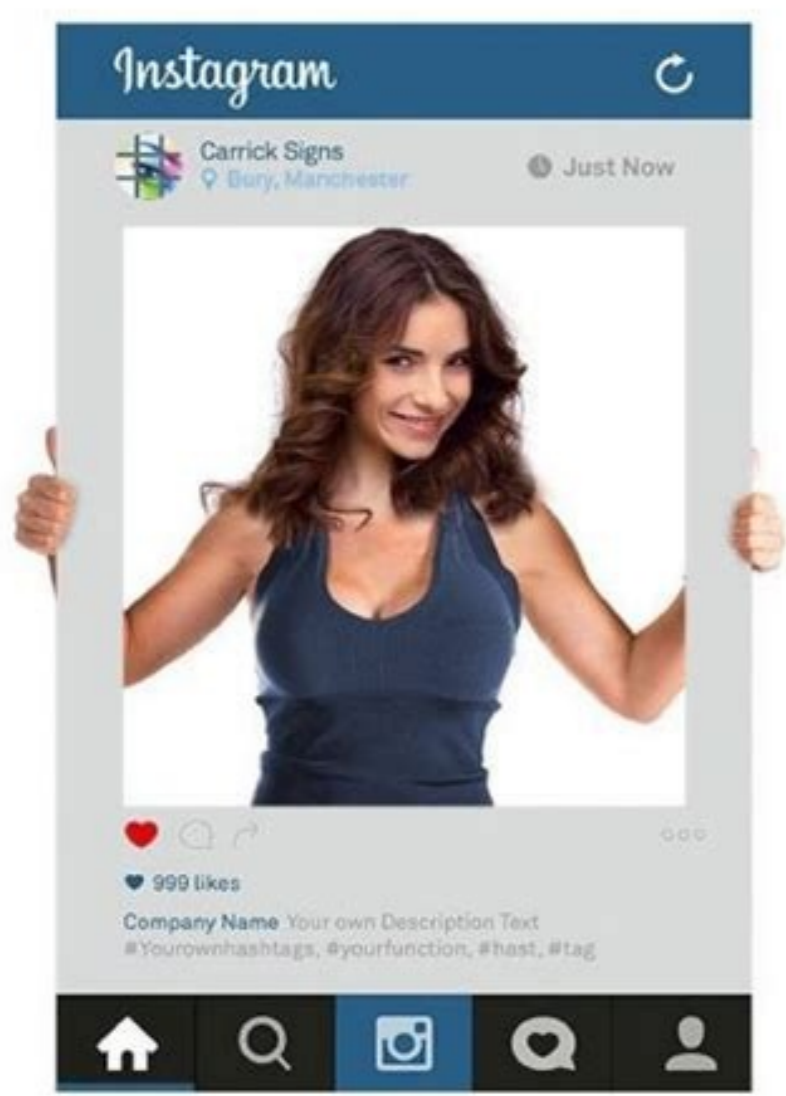 Instagram
Carrick Signs
Bury, Manchester
Just Now
999 likes
Company Name Your own Description Text
#Yourownhashtags, #yourfunction, #hast, #tag